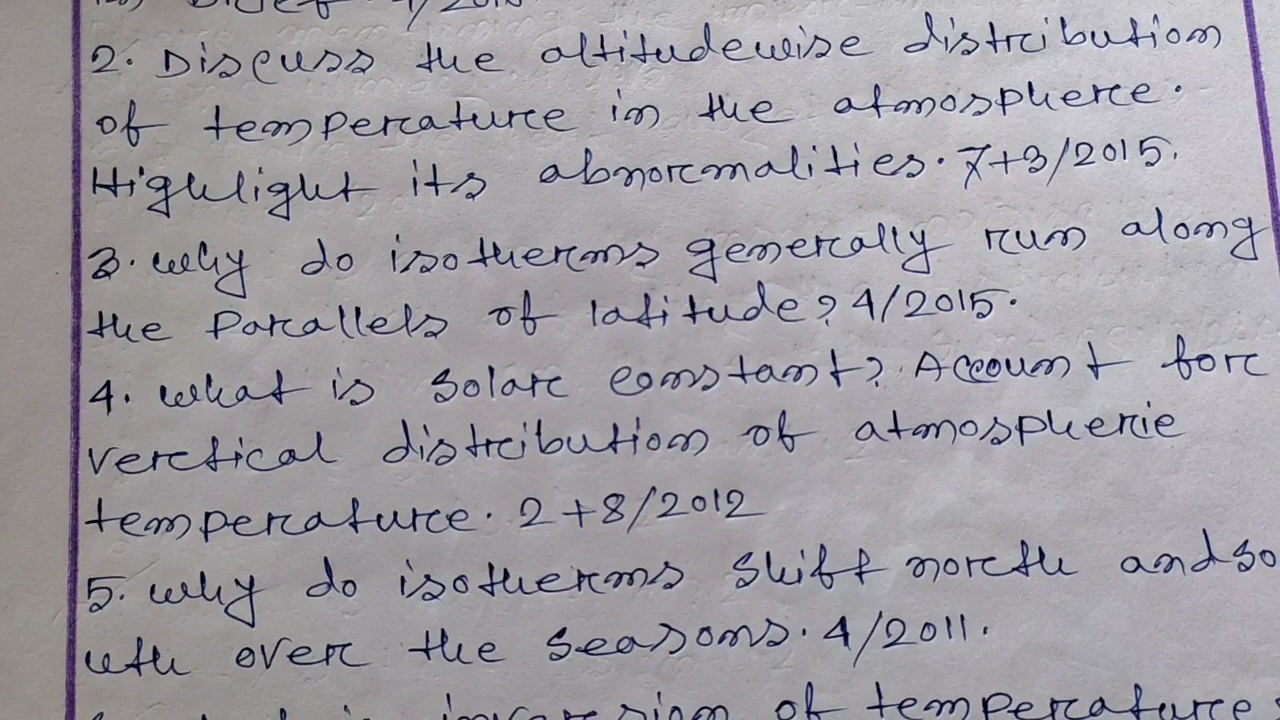 2. Discuss the altitudewise distribution
of temperature in the atmosphere.
Highlight its abnormalities. 7+3/2015.
3. why do isotherms generally run along
the Parallels of latitude? 4/2015.
4. what is Solar constant? Account for
vertical distribution of atmospheric
temperature. 2+8/2012
5. why do isotherms shift north and so
uth over the seasons. 4/2011.
of temperature